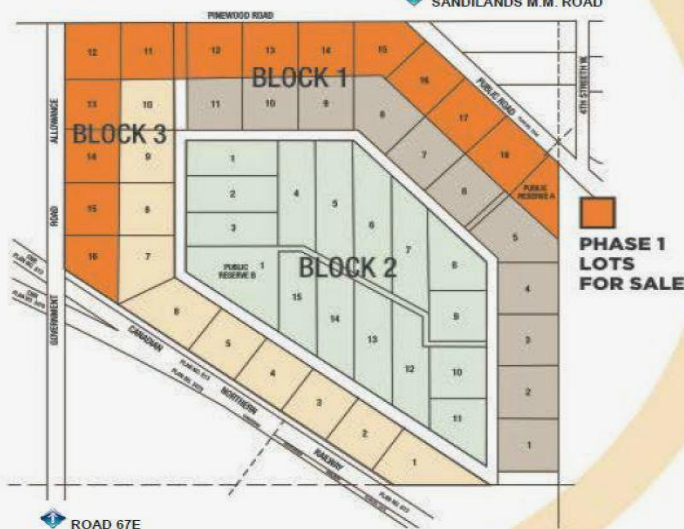 SANDILANDS M.M. ROAD
PINEWOOD ROAD
12
11
12
13
14
15
16
17
18
PUBLIC ROAD
4TH STREETH W.
BLOCK 1
11
10
9
8
7
6
5
4
3
2
1
PUBLIC
RESERVE A
PHASE 1
LOTS
FOR SALE
BLOCK 3
13
14
15
16
10
9
8
7
6
5
4
3
2
1
BLOCK 2
1
2
3
4
5
6
7
8
9
10
11
12
13
14
15
PUBLIC
RESERVE B
1
GOVERNMENT ROAD ALLOWANCE
CANADIAN NORTHERN RAILWAY
ROAD 67E